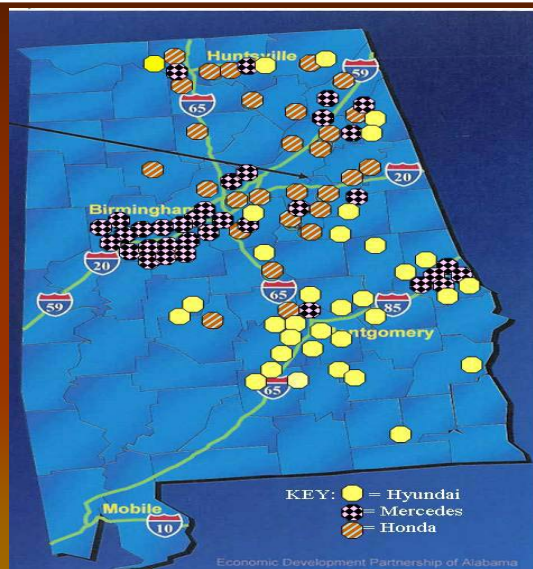 Huntsville
59
65
20
Birmingham
20
59
65
85
ntgomery
65
Mobile
10
KEY: = Hyundai
= Mercedes
= Honda
Economic Development Partnership of Alabama